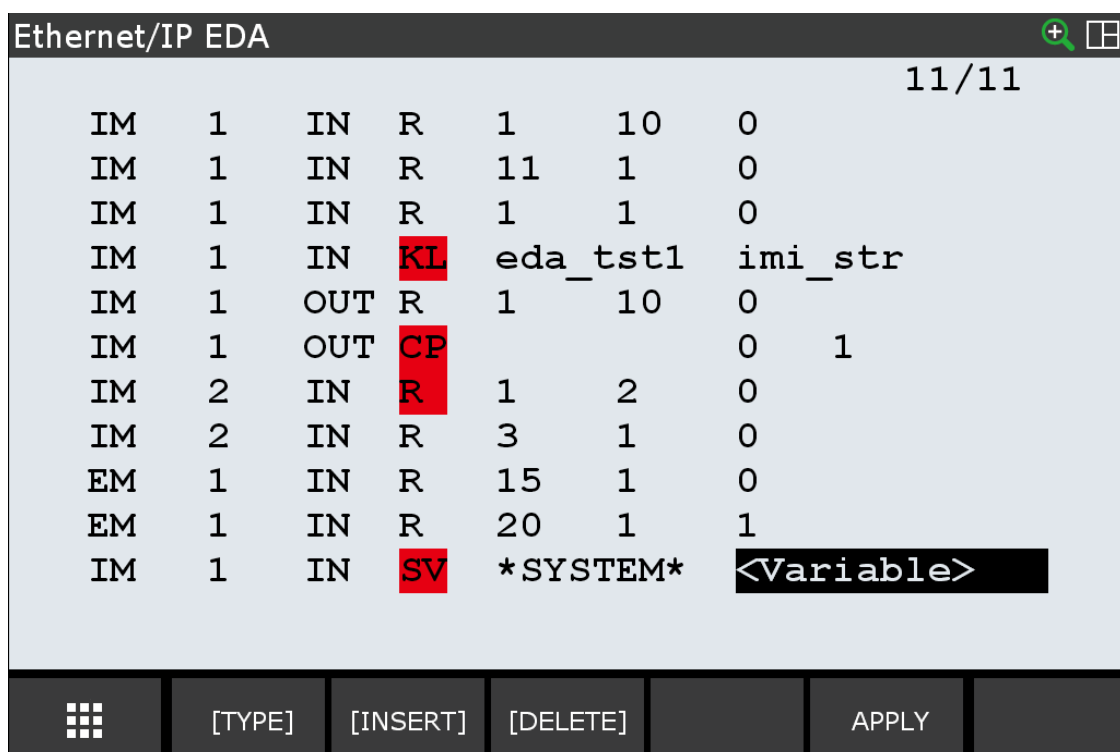 Ethernet/IP EDA
11/11
IM 1 IN R 1 10 0
IM 1 IN R 11 1 0
IM 1 IN R 1 1 0
IM 1 IN KL eda_tst1 imi_str
IM 1 OUT R 1 10 0
IM 1 OUT CP 0 1
IM 2 IN R 1 2 0
IM 2 IN R 3 1 0
EM 1 IN R 15 1 0
EM 1 IN R 20 1 1
IM 1 IN SV *SYSTEM* <Variable>
[TYPE] [INSERT] [DELETE] APPLY